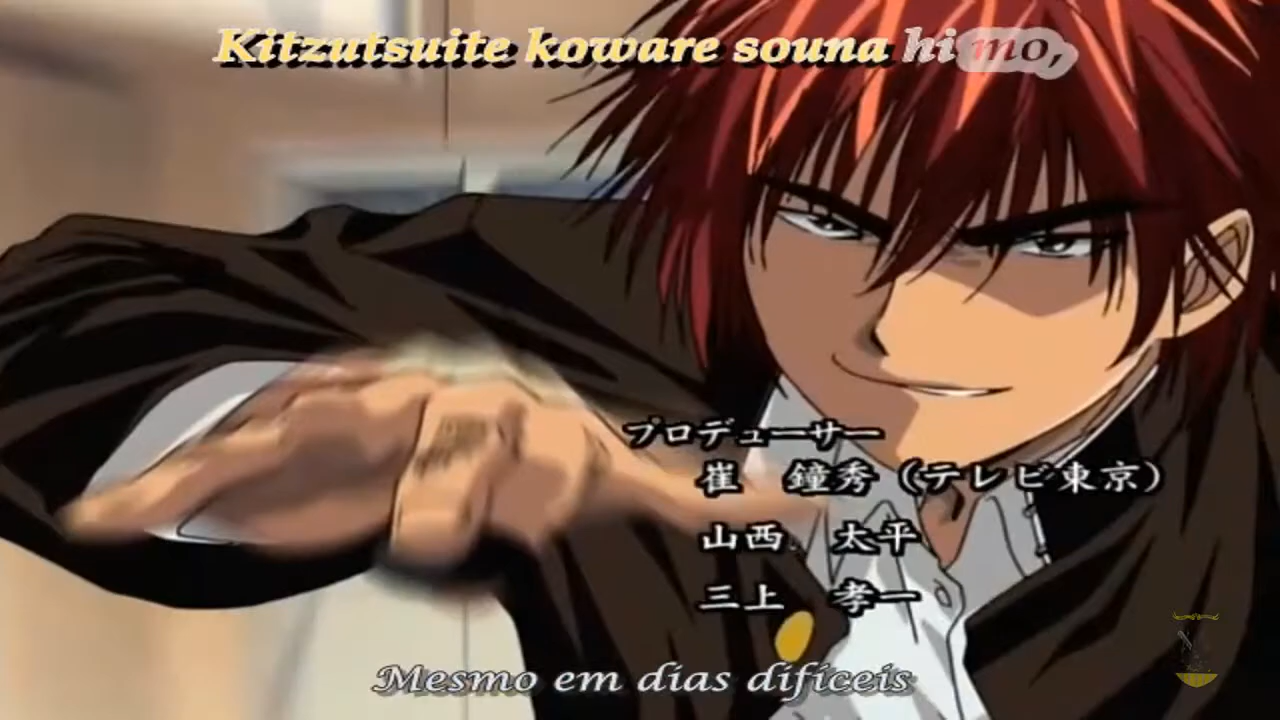 Kitzutsuite koware souna hi mo,
プロデューサー
崔　鐘秀（テレビ東京）
山西　太平
三上　孝一
Mesmo em dias difíceis